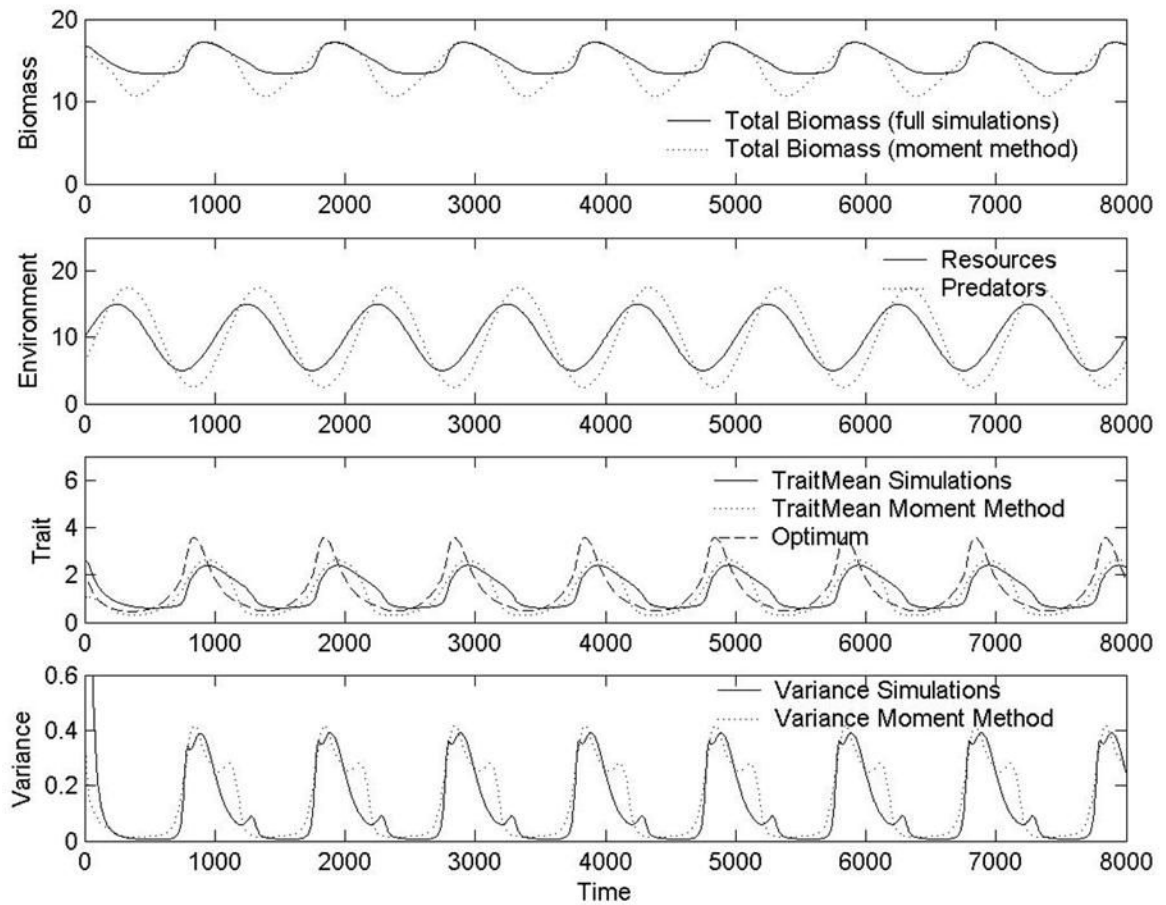 20
10
0
Biomass
Total Biomass (full simulations)
Total Biomass (moment method)
0 1000 2000 3000 4000 5000 6000 7000 8000
20
10
0
Environment
Resources
Predators
0 1000 2000 3000 4000 5000 6000 7000 8000
6
4
2
0
Trait
TraitMean Simulations
TraitMean Moment Method
Optimum
0 1000 2000 3000 4000 5000 6000 7000 8000
0.6
0.4
0.2
0
Variance
Variance Simulations
Variance Moment Method
0 1000 2000 3000 4000 5000 6000 7000 8000
Time